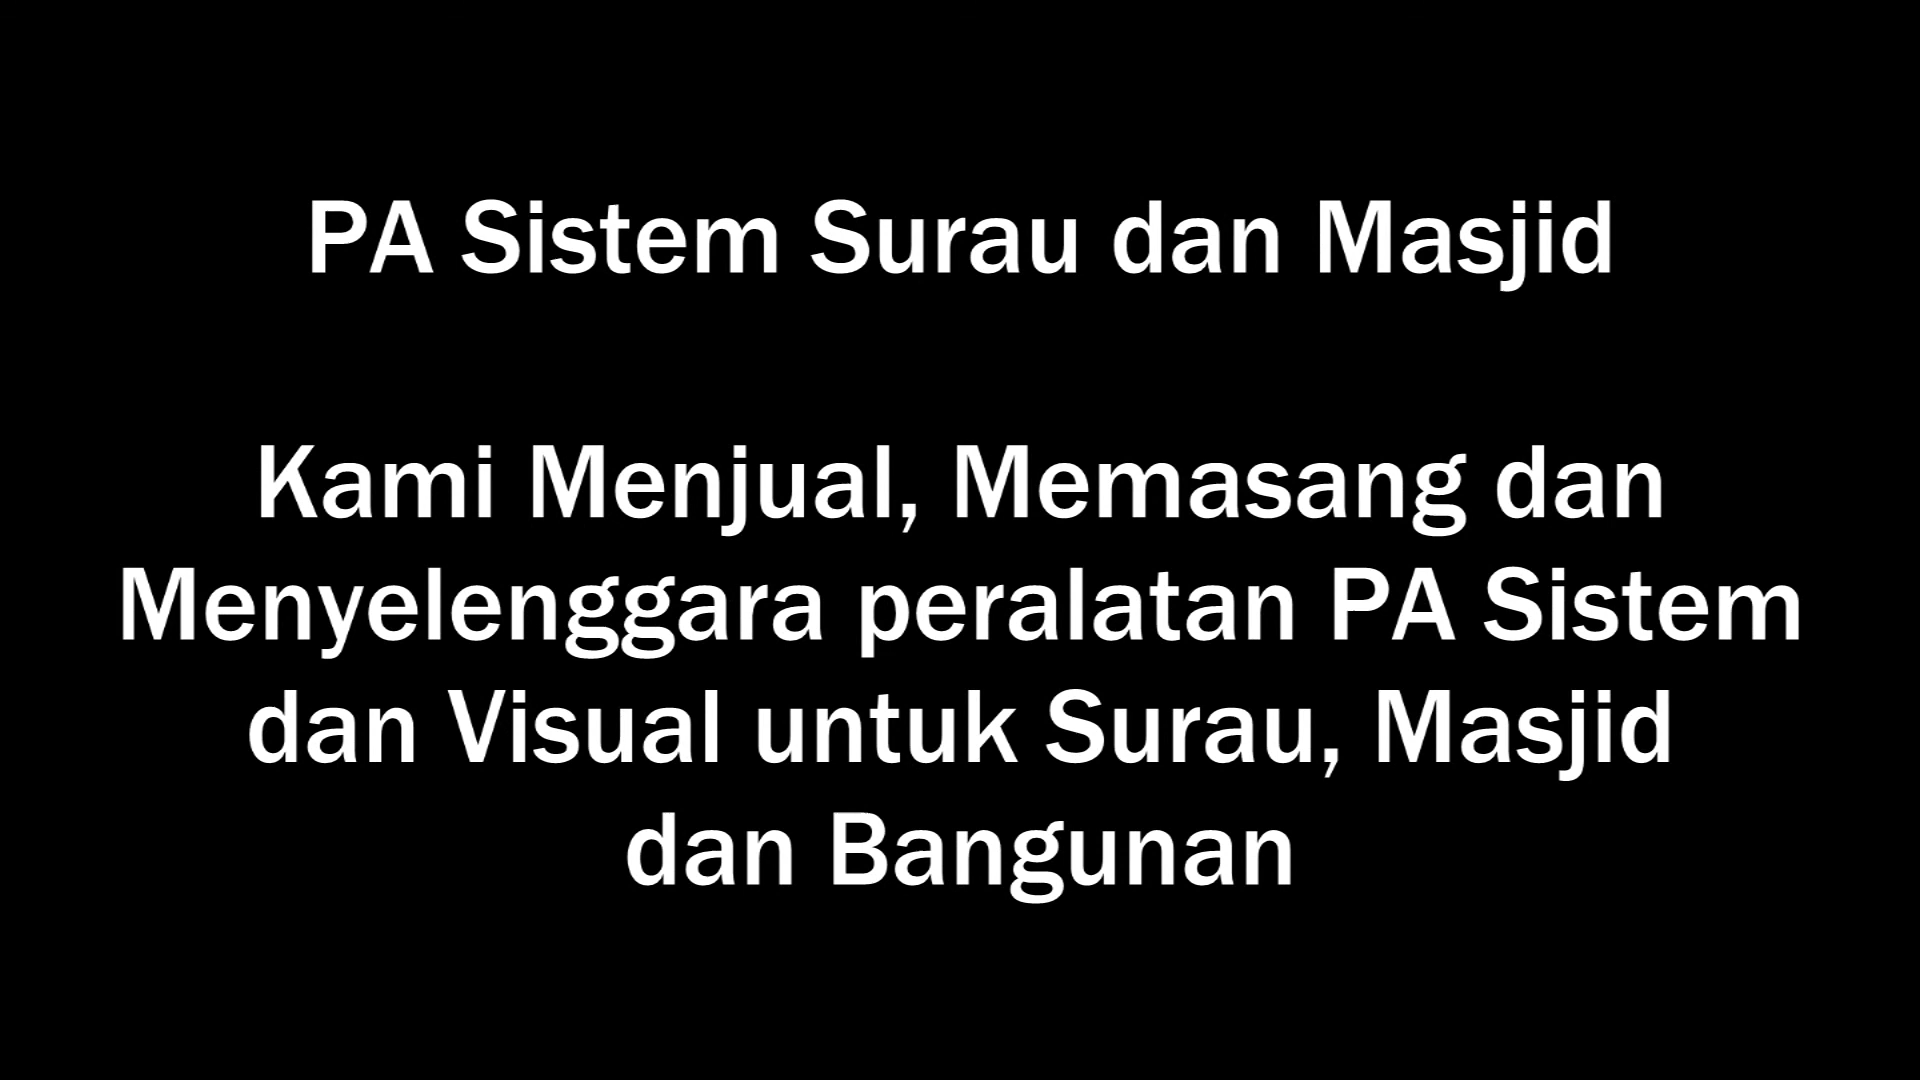 PA Sistem Surau dan Masjid
Kami Menjual, Memasang dan
Menyelenggara peralatan PA Sistem
dan Visual untuk Surau, Masjid
dan Bangunan